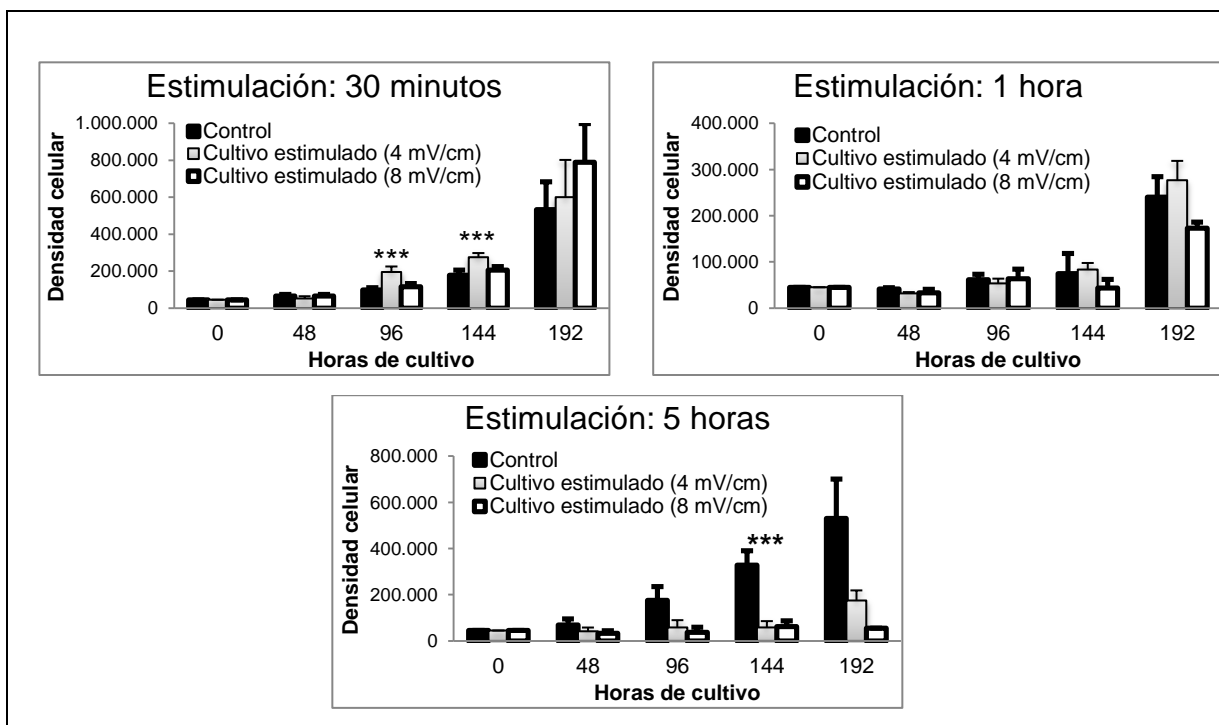 Estimulación: 30 minutos
Densidad celular
1.000.000
800.000
600.000
400.000
200.000
0
Control
Cultivo estimulado (4 mV/cm)
Cultivo estimulado (8 mV/cm)
*** ***
0 48 96 144 192
Horas de cultivo
Estimulación: 1 hora
Densidad celular
400.000
300.000
200.000
100.000
0
Control
Cultivo estimulado (4 mV/cm)
Cultivo estimulado (8 mV/cm)
0 48 96 144 192
Horas de cultivo
Estimulación: 5 horas
Densidad celular
800.000
600.000
400.000
200.000
0
Control
Cultivo estimulado (4 mV/cm)
Cultivo estimulado (8 mV/cm)
***
0 48 96 144 192
Horas de cultivo